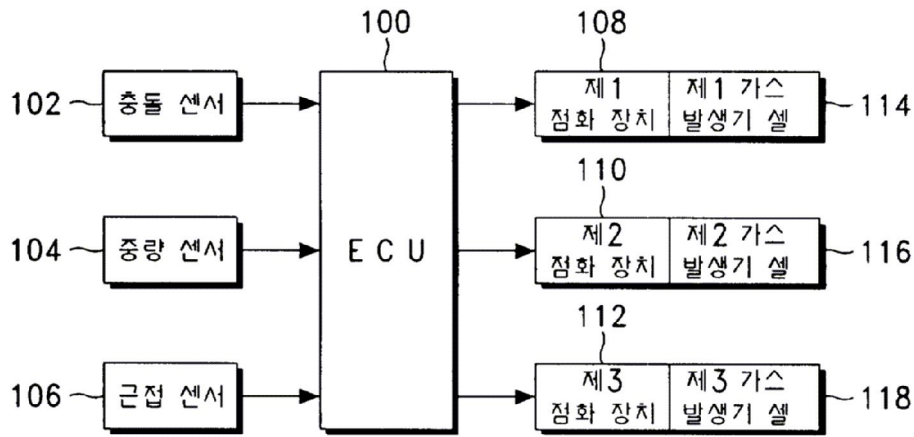 100
108
102
충돌 센서
제1
점화 장치
제1 가스
발생기 셀
114
110
104
중량 센서
ECU
제2
점화 장치
제2 가스
발생기 셀
116
112
106
근접 센서
제3
점화 장치
제3 가스
발생기 셀
118